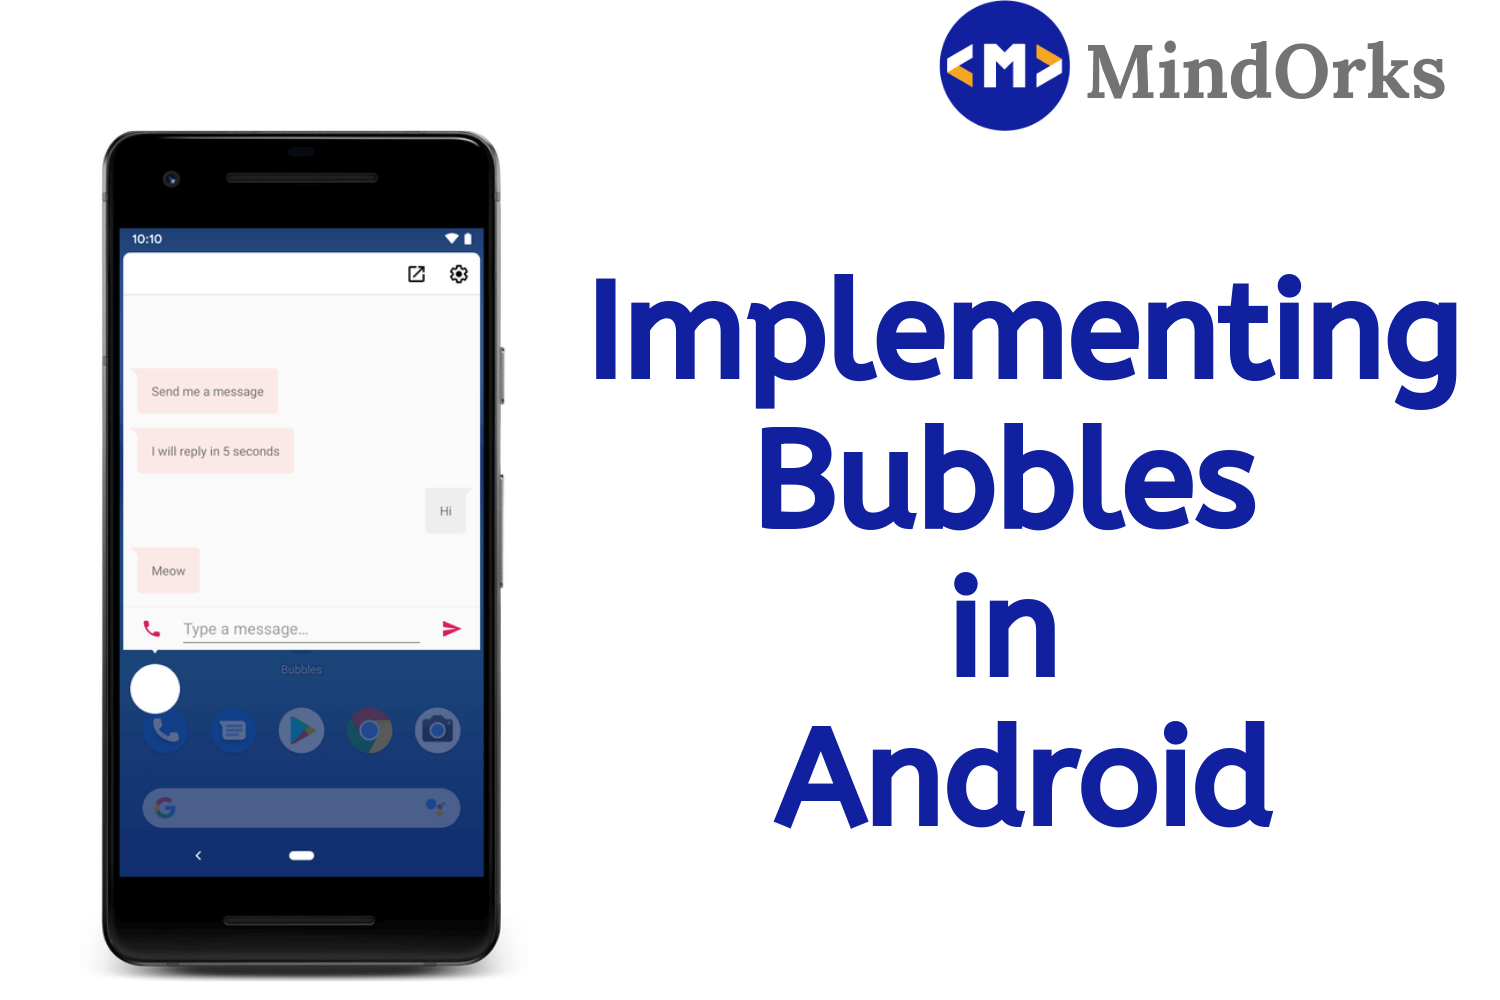 <M> MindOrks
10:10
Send me a message
I will reply in 5 seconds
Hi
Meow
Type a message...
Bubbles
G
Implementing
Bubbles
in
Android